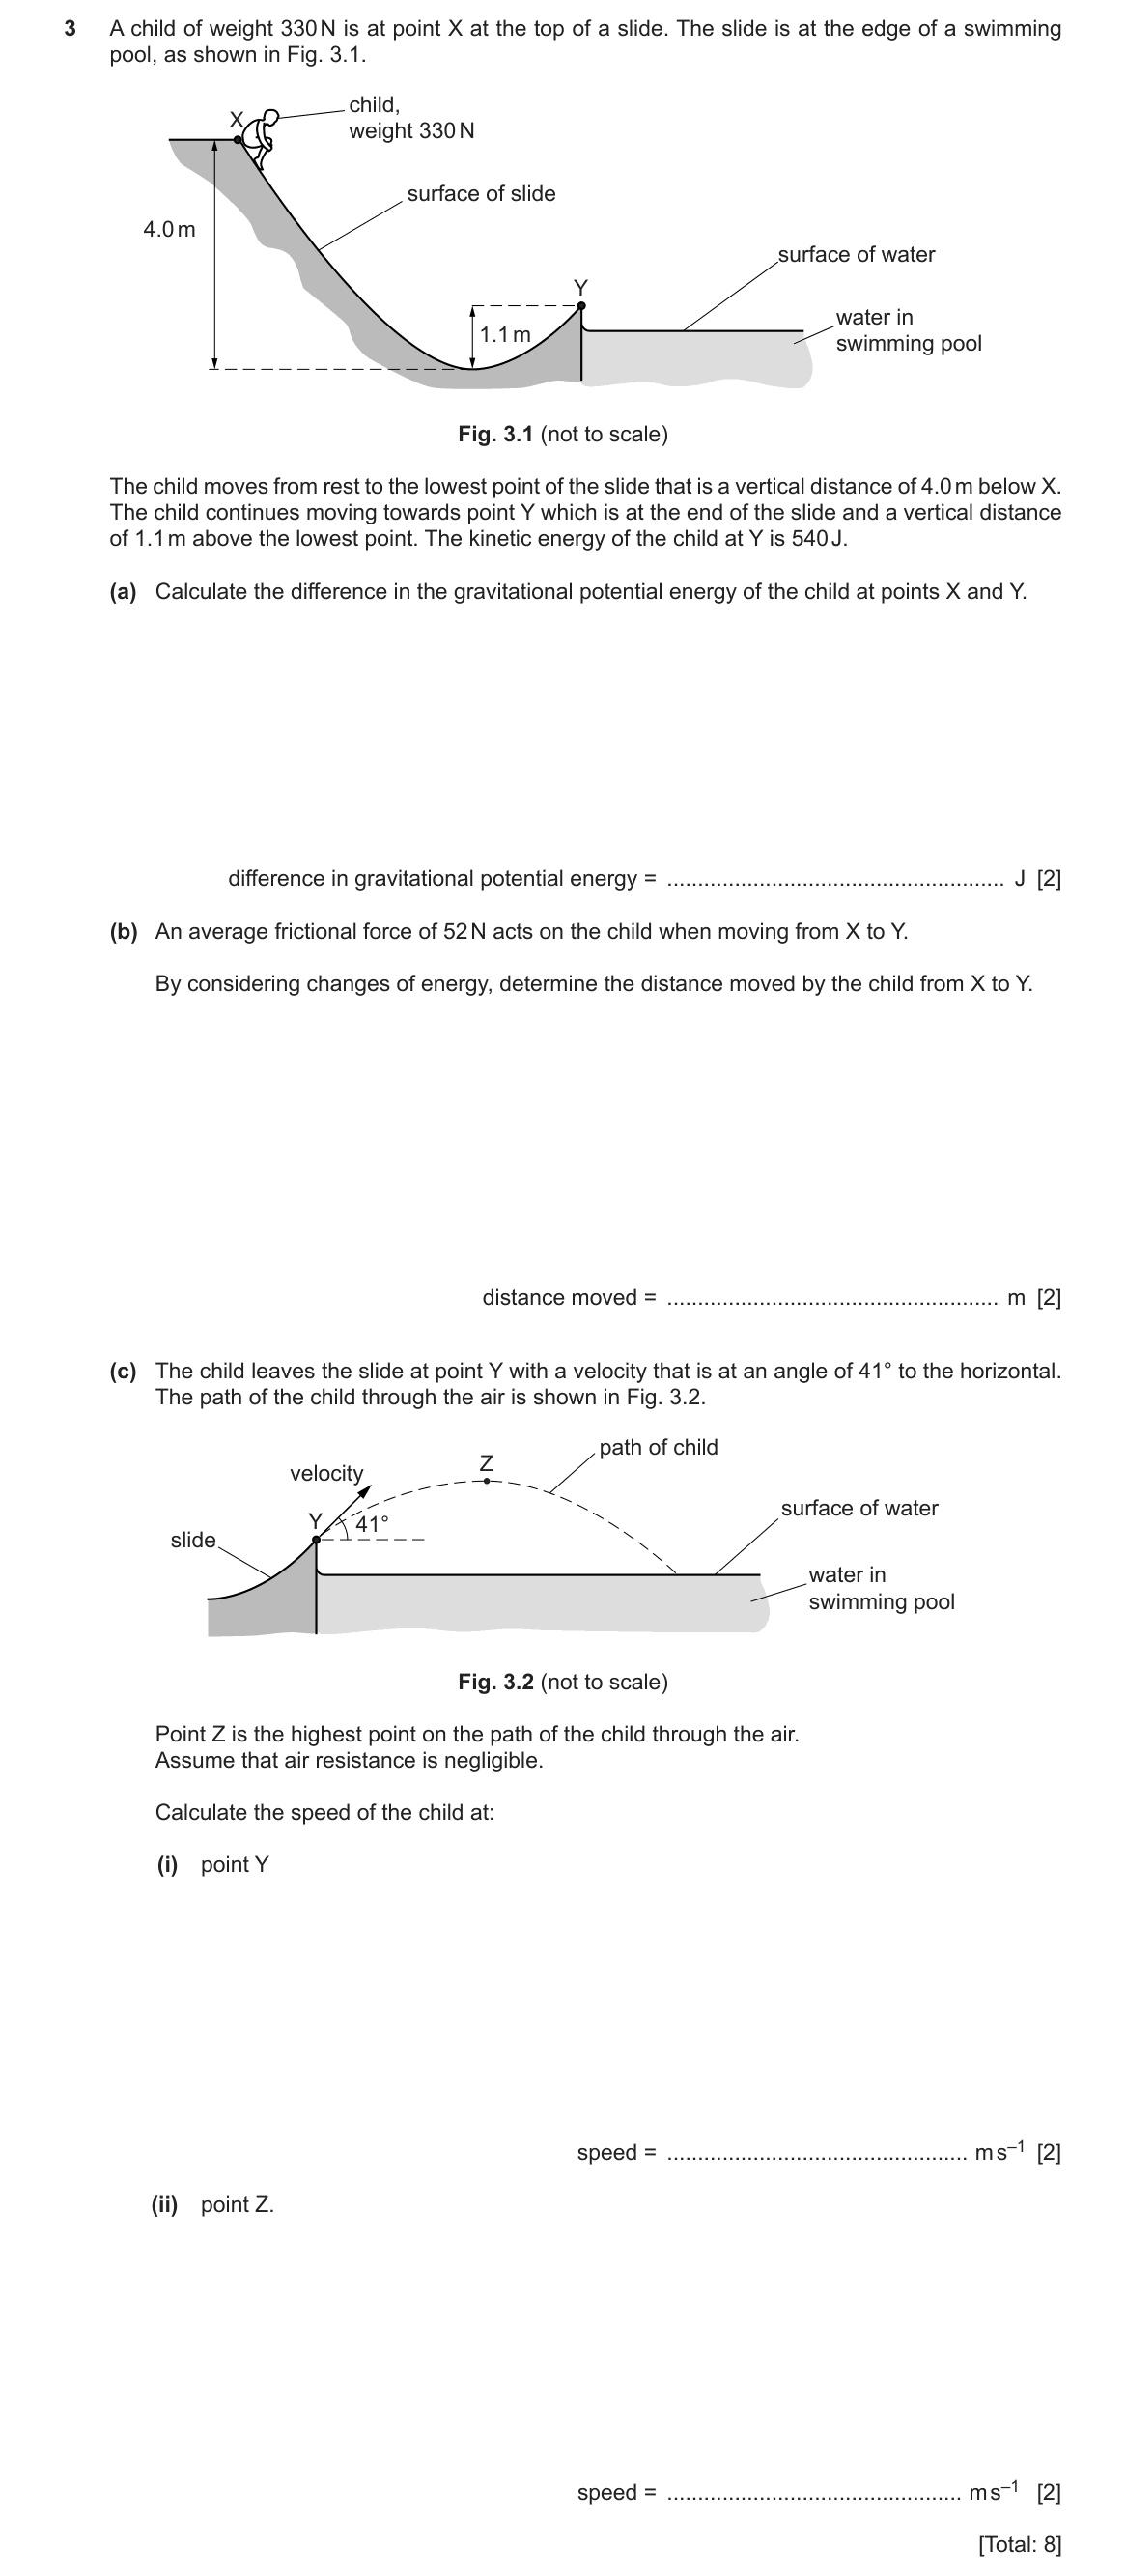 3 A child of weight 330 N is at point X at the top of a slide. The slide is at the edge of a swimming
pool, as shown in Fig. 3.1.
X
child,
weight 330 N
surface of slide
4.0 m
surface of water
Y
1.1 m
water in
swimming pool
Fig. 3.1 (not to scale)
The child moves from rest to the lowest point of the slide that is a vertical distance of 4.0 m below X.
The child continues moving towards point Y which is at the end of the slide and a vertical distance
of 1.1 m above the lowest point. The kinetic energy of the child at Y is 540 J.
(a) Calculate the difference in the gravitational potential energy of the child at points X and Y.
difference in gravitational potential energy = ...................................................... J [2]
(b) An average frictional force of 52 N acts on the child when moving from X to Y.
By considering changes of energy, determine the distance moved by the child from X to Y.
distance moved = ..................................................... m [2]
(c) The child leaves the slide at point Y with a velocity that is at an angle of 41° to the horizontal.
The path of the child through the air is shown in Fig. 3.2.
path of child
Z
velocity
surface of water
Y
41°
slide
water in
swimming pool
Fig. 3.2 (not to scale)
Point Z is the highest point on the path of the child through the air.
Assume that air resistance is negligible.
Calculate the speed of the child at:
(i) point Y
speed = ................................................ m s⁻¹ [2]
(ii) point Z.
speed = ............................................... m s⁻¹ [2]
[Total: 8]